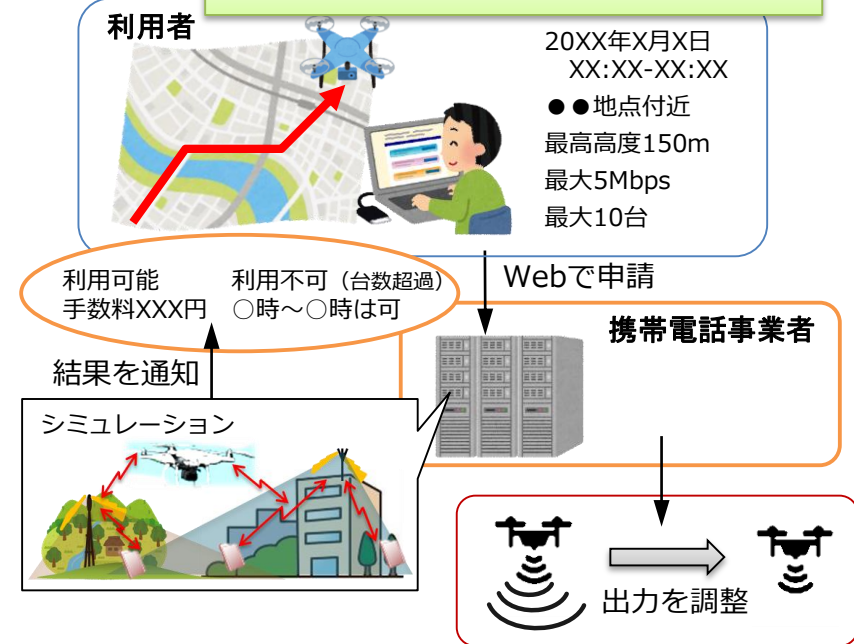 利用者
20XX年X月X日
XX:XX-XX:XX
●●地点付近
最高高度150m
最大5Mbps
最大10台
Webで申請
利用可能 利用不可（台数超過）
手数料XXX円 〇時～〇時は可
携帯電話事業者
結果を通知
シミュレーション
出力を調整